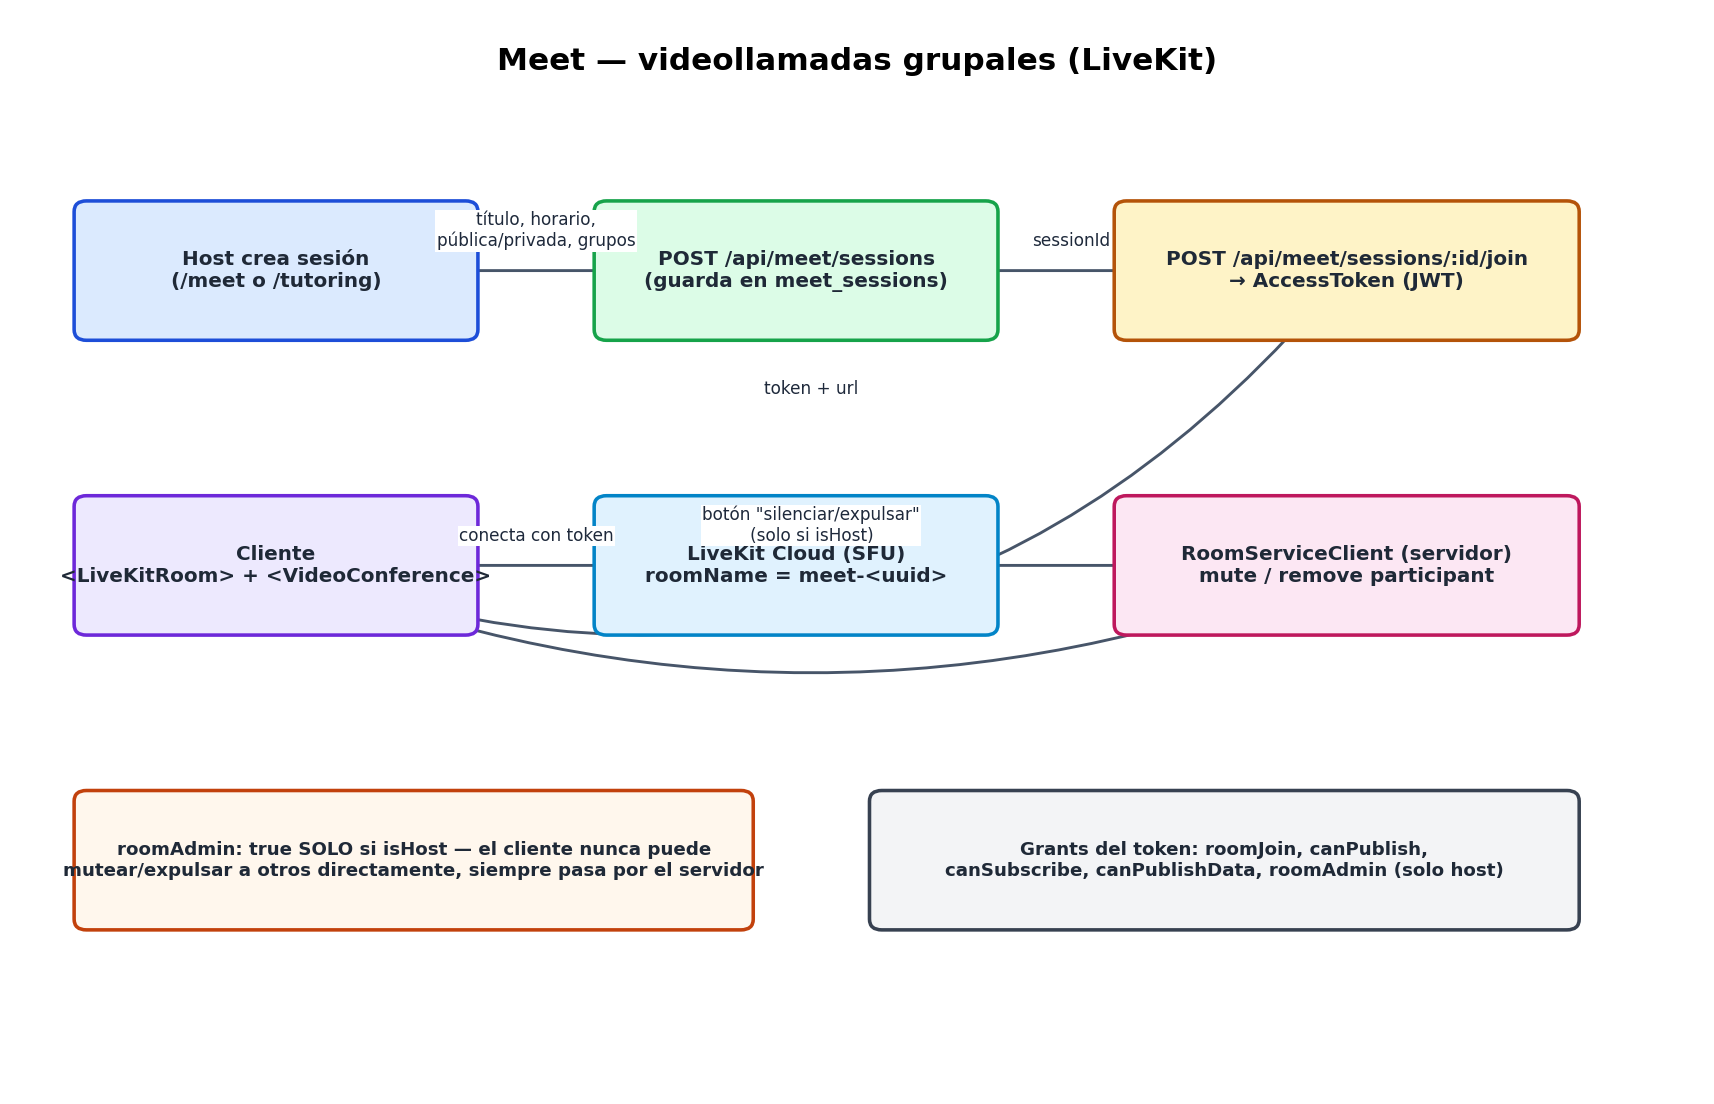 Meet — videollamadas grupales (LiveKit)
Host crea sesión
(/meet o /tutoring)
título, horario,
pública/privada, grupos
POST /api/meet/sessions
(guarda en meet_sessions)
sessionId
POST /api/meet/sessions/:id/join
→ AccessToken (JWT)
token + url
Cliente
<LiveKitRoom> + <VideoConference>
conecta con token
botón "silenciar/expulsar"
(solo si isHost)
LiveKit Cloud (SFU)
roomName = meet-<uuid>
RoomServiceClient (servidor)
mute / remove participant
roomAdmin: true SOLO si isHost — el cliente nunca puede
mutear/expulsar a otros directamente, siempre pasa por el servidor
Grants del token: roomJoin, canPublish,
canSubscribe, canPublishData, roomAdmin (solo host)